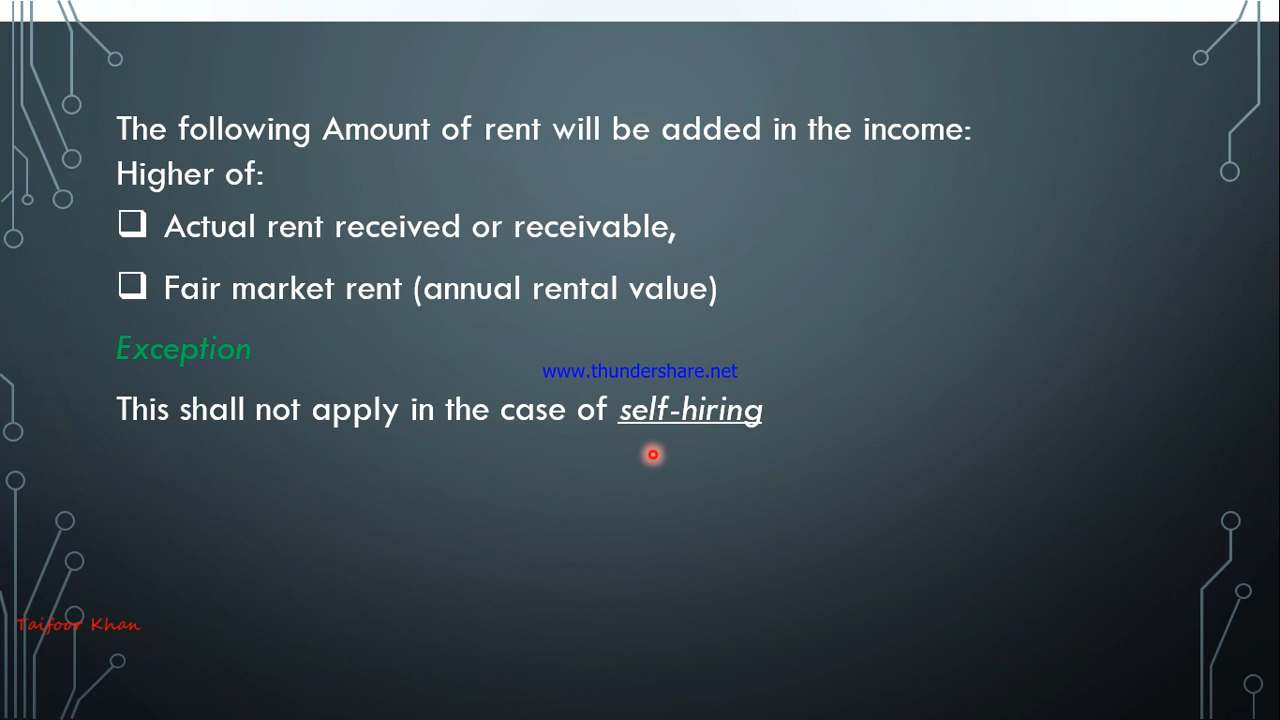 The following Amount of rent will be added in the income:
Higher of:
Actual rent received or receivable,
Fair market rent (annual rental value)
Exception
www.thundershare.net
This shall not apply in the case of self-hiring
Taifoor Khan